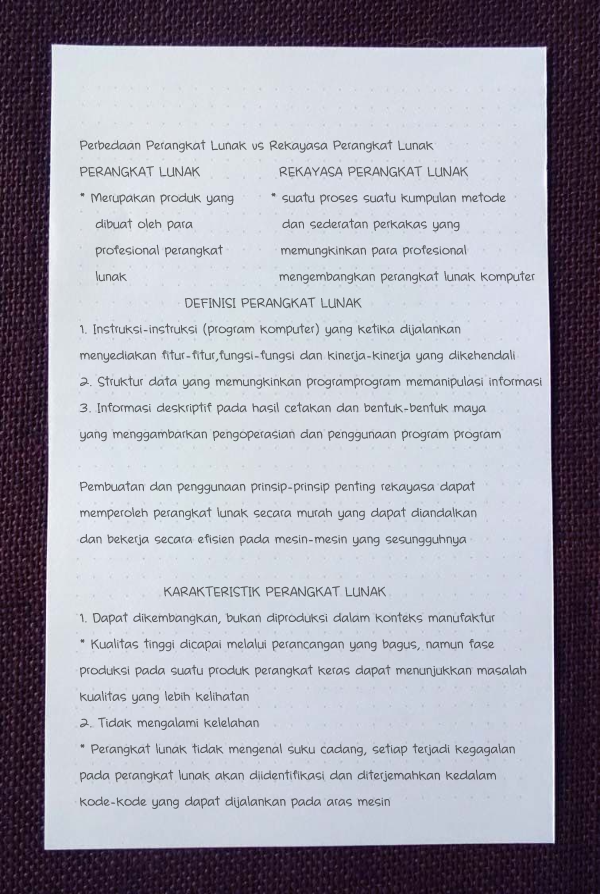 Perbedaan Perangkat Lunak vs Rekayasa Perangkat Lunak
PERANGKAT LUNAK
* Merupakan produk yang
dibuat oleh para
profesional perangkat
lunak
REKAYASA PERANGKAT LUNAK
* suatu proses suatu kumpulan metode
dan sederatan perkakas yang
memungkinkan para profesional
mengembangkan perangkat lunak komputer
DEFINISI PERANGKAT LUNAK
1. Instruksi-instruksi (program komputer) yang ketika dijalankan
menyediakan fitur-fitur,fungsi-fungsi dan kinerja-kinerja yang dikehendali
2. Struktur data yang memungkinkan programprogram memanipulasi informasi
3. Informasi deskriptif pada hasil cetakan dan bentuk-bentuk maya
yang menggambarkan pengoperasian dan penggunaan program program
Pembuatan dan penggunaan prinsip-prinsip penting rekayasa dapat
memperoleh perangkat lunak secara murah yang dapat diandalkan
dan bekerja secara efisien pada mesin-mesin yang sesungguhnya
KARAKTERISTIK PERANGKAT LUNAK
1. Dapat dikembangkan, bukan diproduksi dalam konteks manufaktur
* Kualitas tinggi dicapai melalui perancangan yang bagus, namun fase
produksi pada suatu produk perangkat keras dapat menunjukkan masalah
kualitas yang lebih kelihatan
2. Tidak mengalami kelelahan
* Perangkat lunak tidak mengenal suku cadang, setiap terjadi kegagalan
pada perangkat lunak akan diidentifikasi dan diterjemahkan kedalam
kode-kode yang dapat dijalankan pada aras mesin